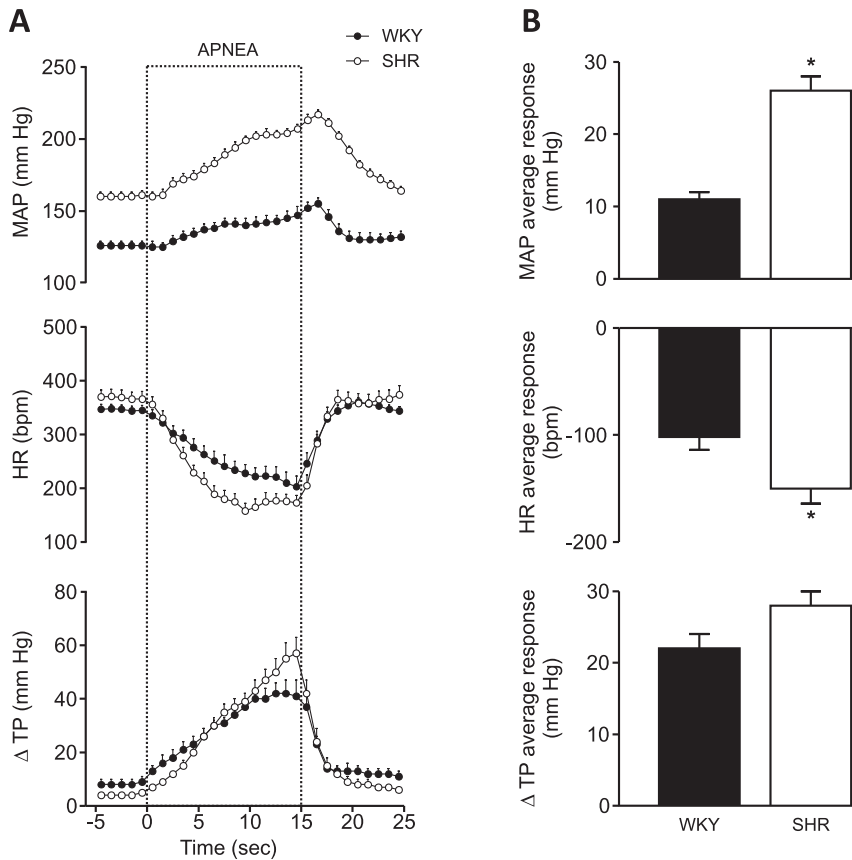 A
WKY
SHR
APNEA
250
200
150
100
MAP (mm Hg)
500
400
300
200
100
HR (bpm)
80
60
40
20
0
Δ TP (mm Hg)
-5 0 5 10 15 20 25
Time (sec)
B
30
20
10
0
MAP average response
(mm Hg)
*
0
-100
-200
HR average response
(bpm)
*
30
20
10
0
Δ TP average response
(mm Hg)
WKY SHR